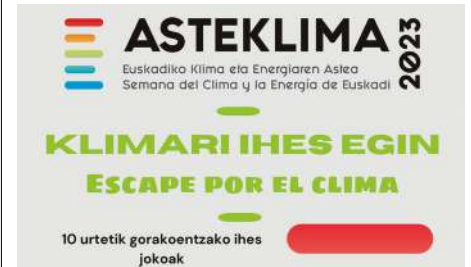 ASTEKLIMA 2023
Euskadiko Klima eta Energiaren Astea
Semana del Clima y la Energía de Euskadi
KLIMARI IHES EGIN
ESCAPE POR EL CLIMA
10 urtetik gorakoentzako ihes
jokoak